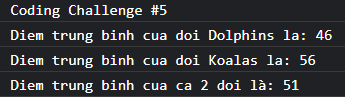 Coding Challenge #5
Diem trung binh cua doi Dolphins la: 46
Diem trung binh cua doi Koalas la: 56
Diem trung binh cua ca 2 doi là: 51